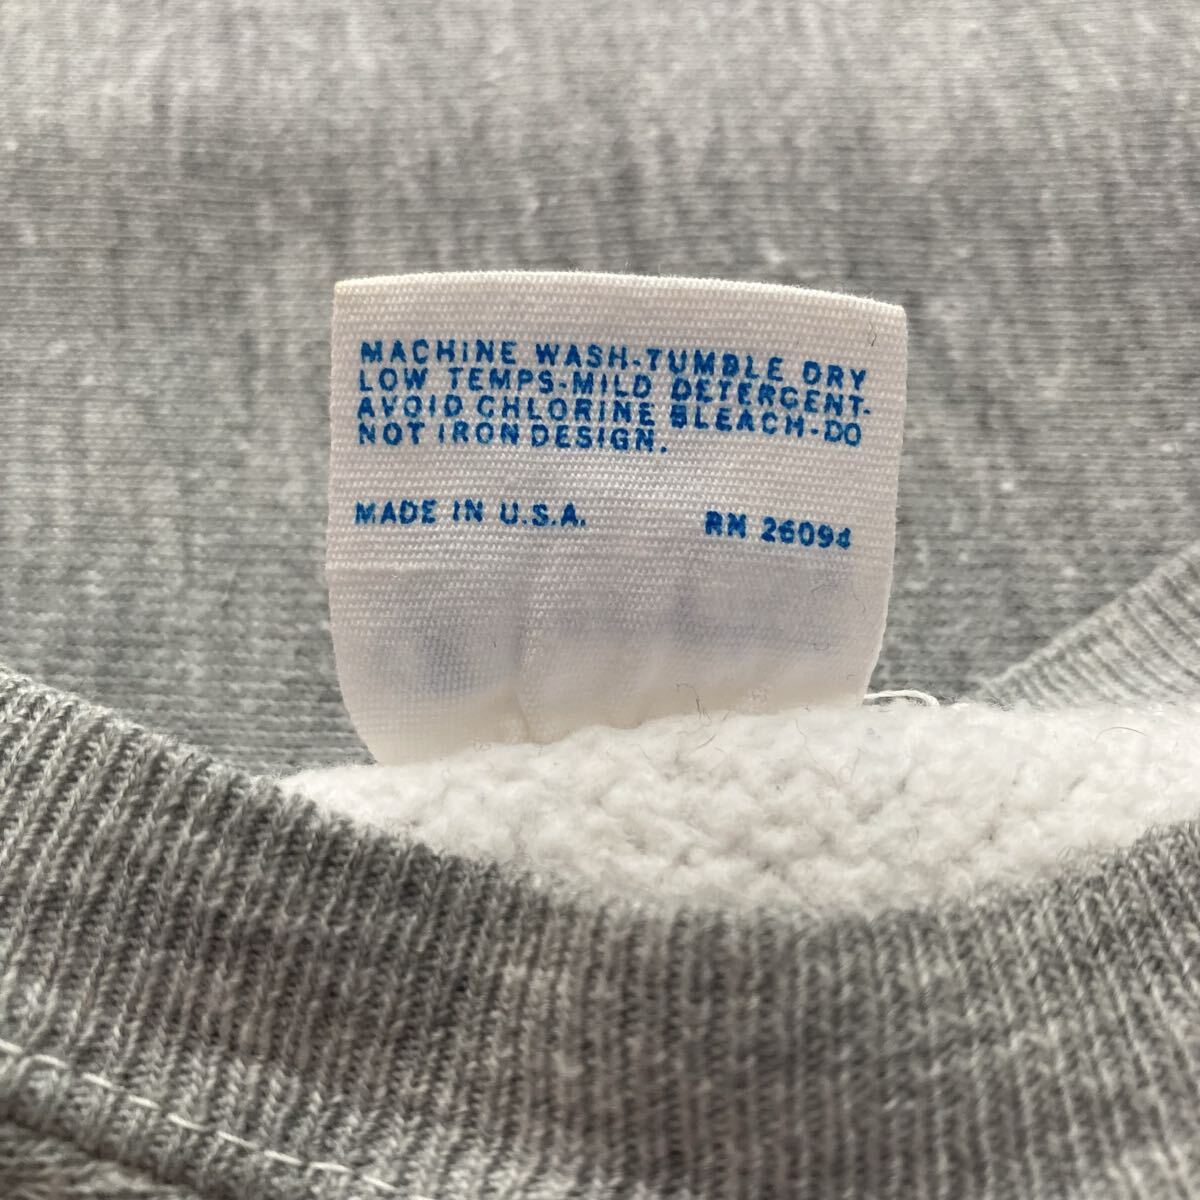 MACHINE WASH-TUMBLE DRY
LOW TEMPS-MILD DETERGENT-
AVOID CHLORINE BLEACH-DO
NOT IRON DESIGN.
MADE IN U.S.A. RN 26094